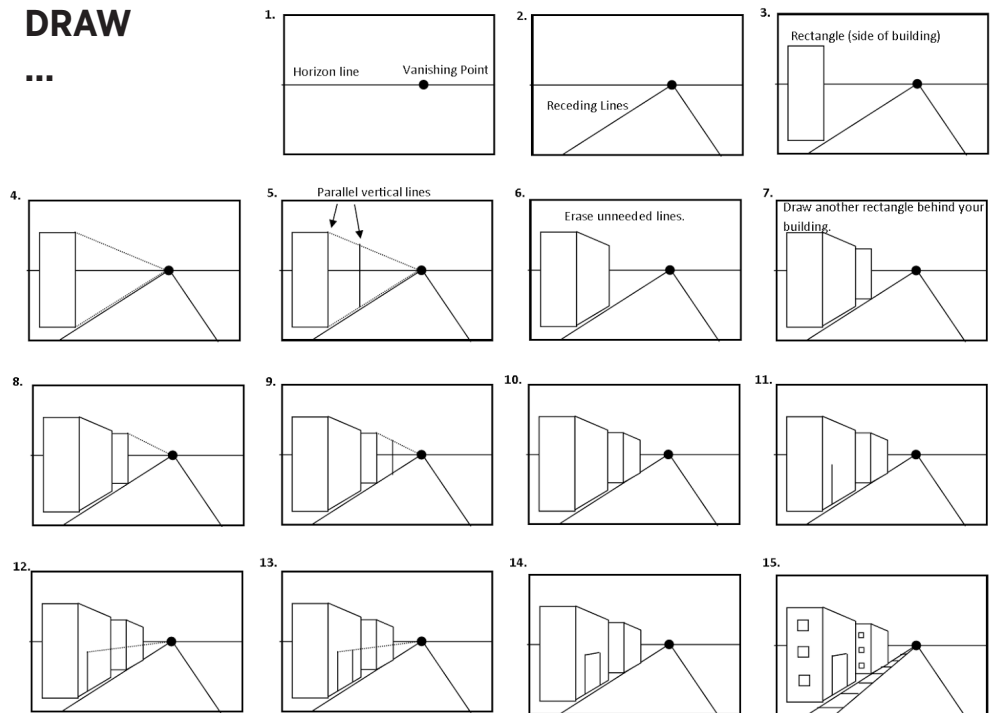 DRAW
...
1.
Horizon line
Vanishing Point
2.
Receding Lines
3.
Rectangle (side of building)
4.
5.
Parallel vertical lines
6.
Erase unneeded lines.
7.
Draw another rectangle behind your
building.
8.
9.
10.
11.
12.
13.
14.
15.